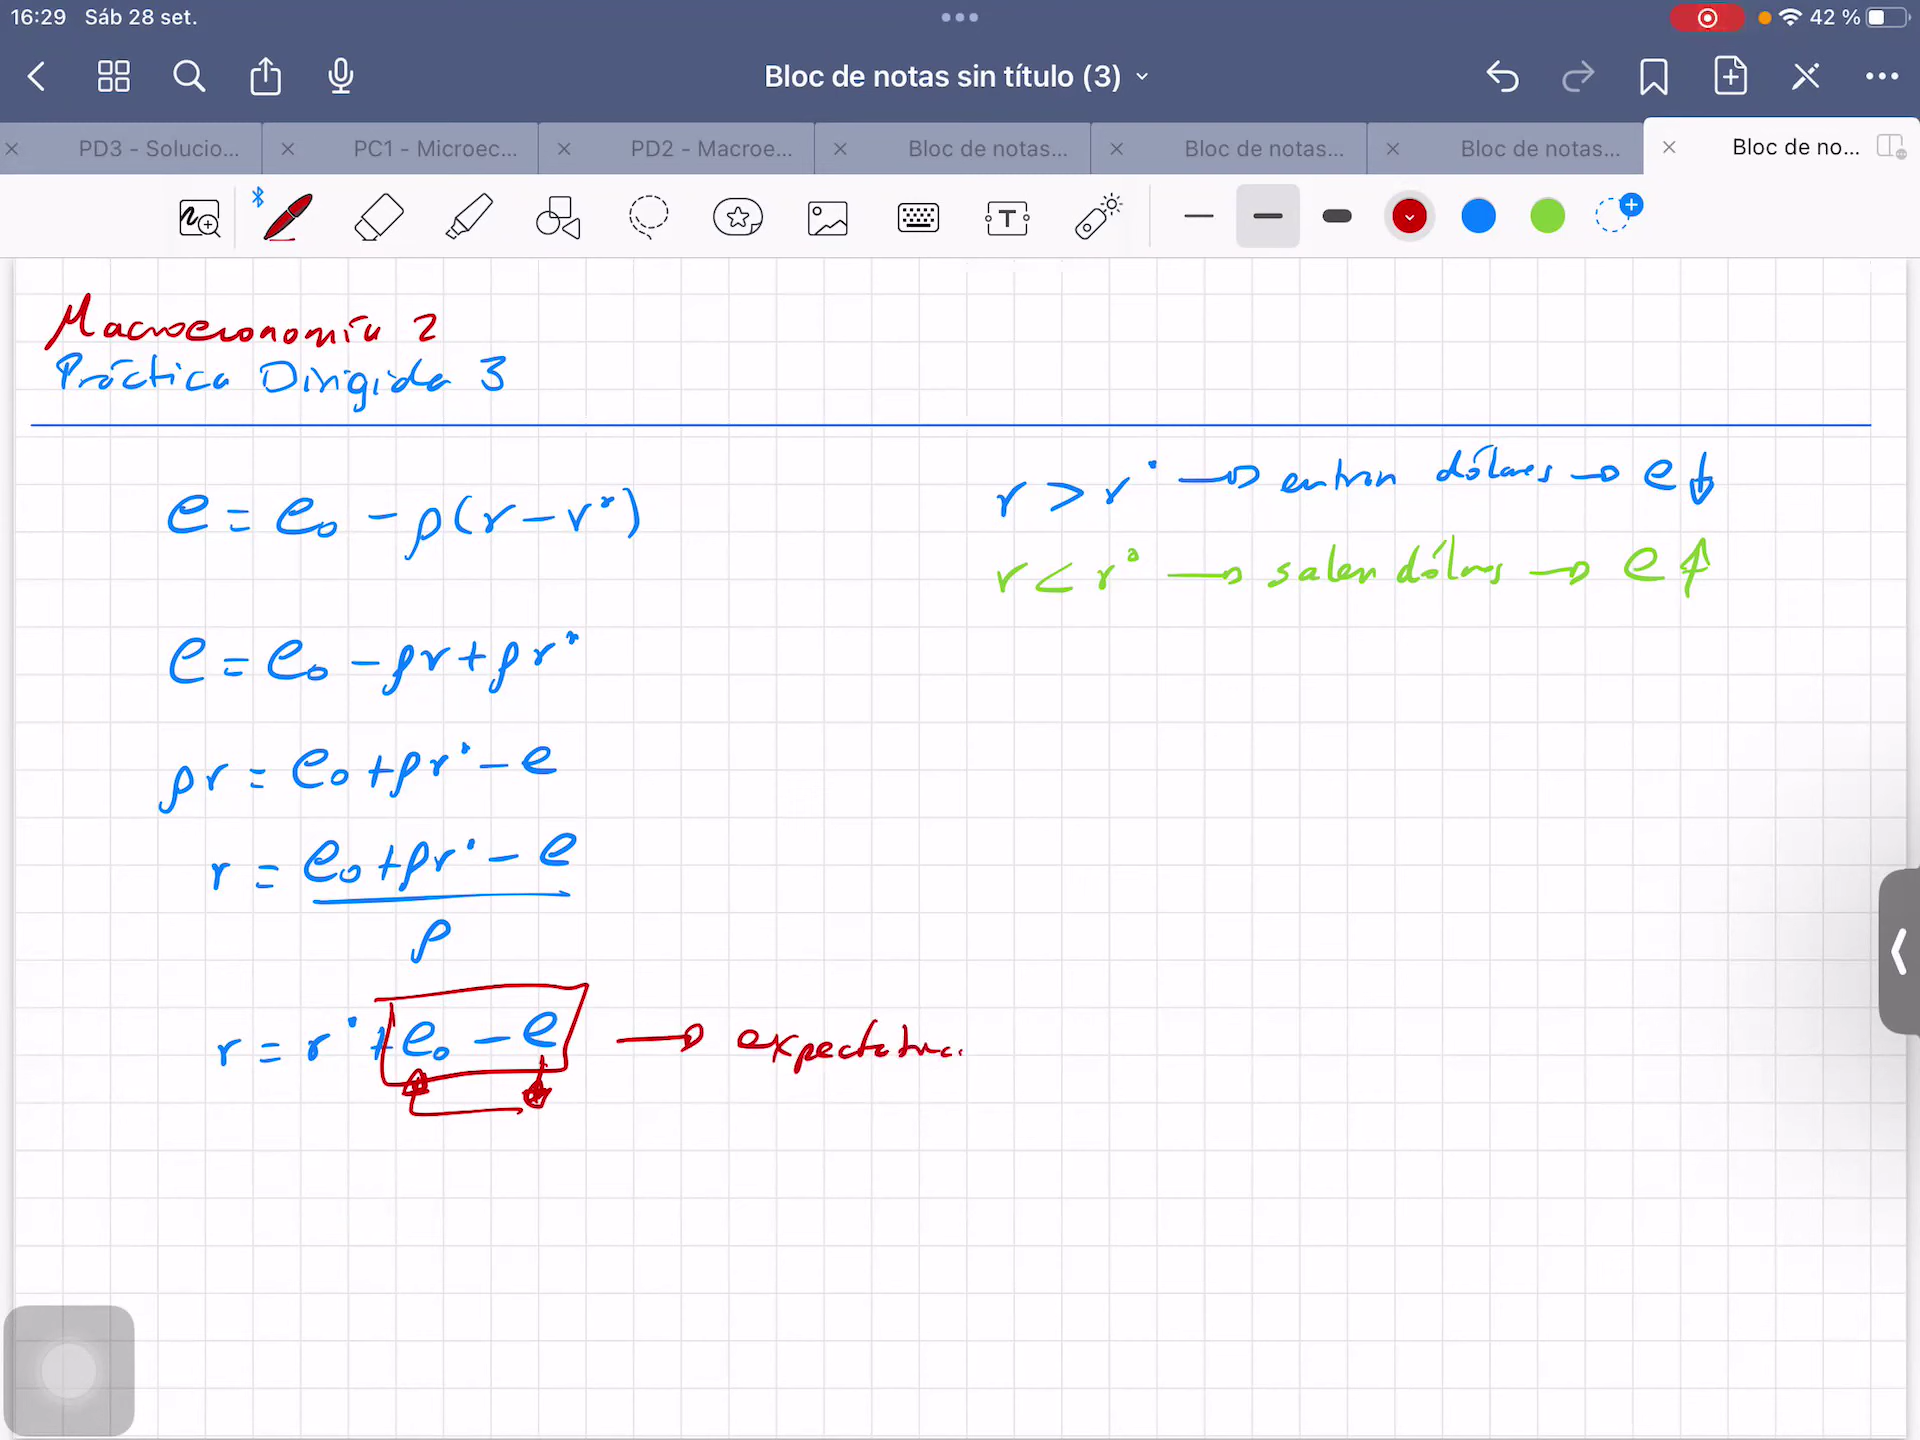 16:29 Sáb 28 set. 42 %
Bloc de notas sin título (3)
PD3 - Solucio... PC1 - Microec... PD2 - Macroe... Bloc de notas... Bloc de notas... Bloc de notas... Bloc de no...
Macroeconomía 2
Práctica Dirigida 3
e = e₀ - ρ(r - r*)
r > r* → entran dólares → e ↓
r < r* → salen dólares → e ↑
e = e₀ - ρr + ρr*
ρr = e₀ + ρr* - e
r = e₀ + ρr* - e
ρ
r = r* + e₀ - e → expectativa.